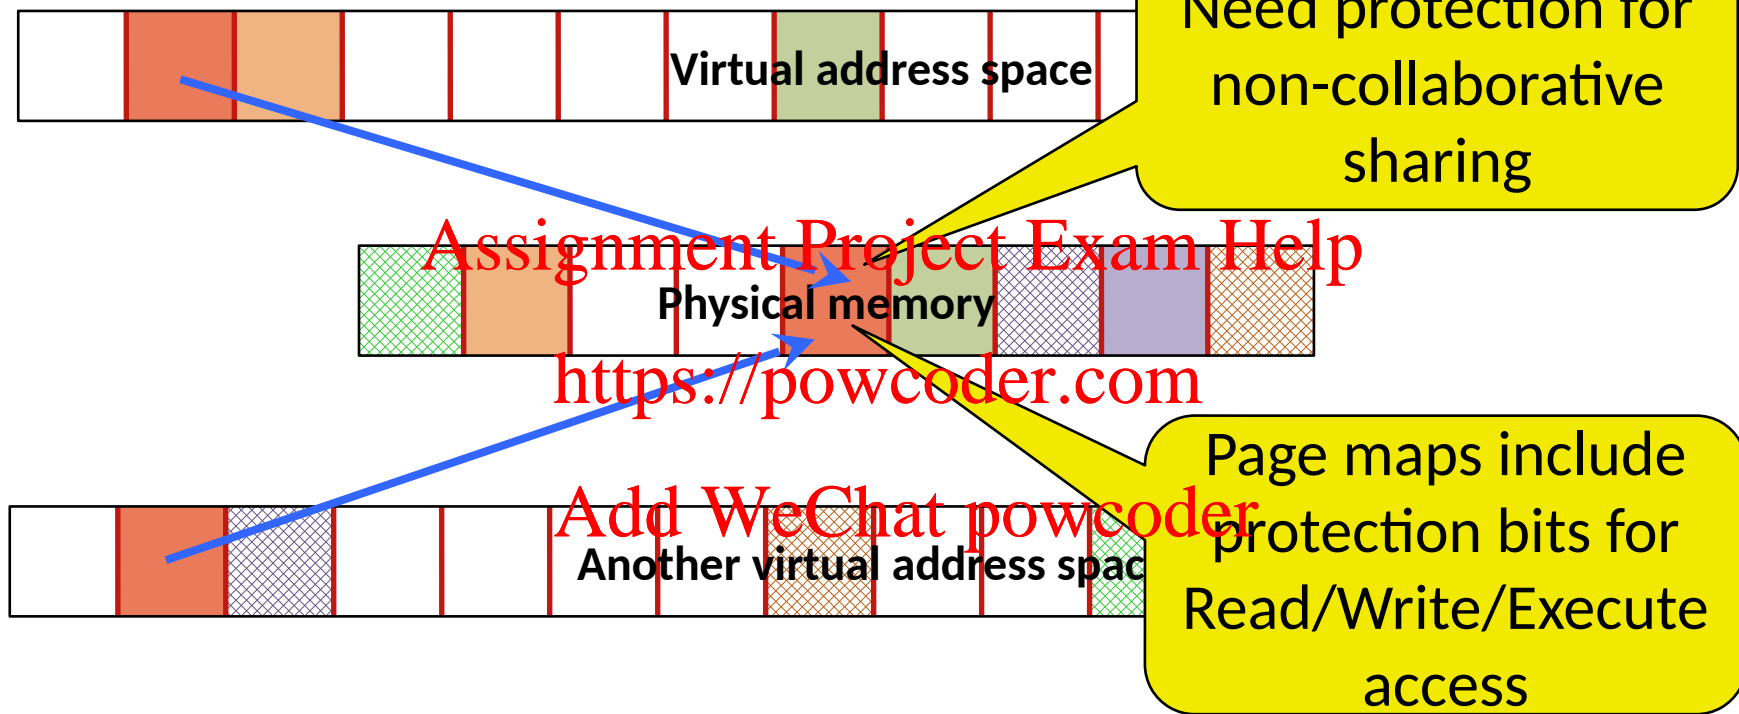 Need protection for
non-collaborative
sharing
Virtual address space
Assignment Project Exam Help
Physical memory
https://powcoder.com
Add WeChat powcoder
Another virtual address spac
Page maps include
protection bits for
Read/Write/Execute
access